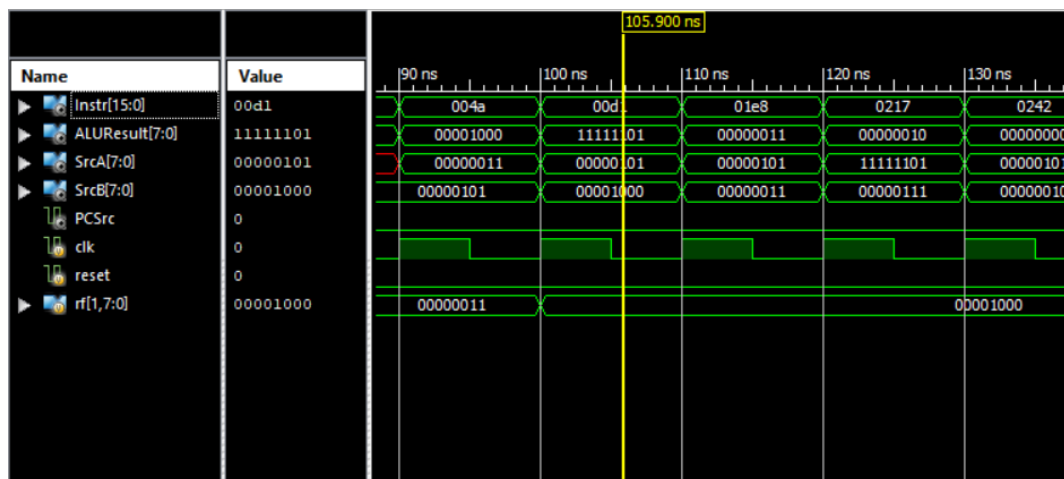 105.900 ns
Name Value 90 ns 100 ns 110 ns 120 ns 130 ns
Instr[15:0] 00d1 004a 00d1 01e8 0217 0242
ALUResult[7:0] 11111101 00001000 11111101 00000011 00000010 00000000
SrcA[7:0] 00000101 00000011 00000101 00000101 11111101 00000101
SrcB[7:0] 00001000 00000101 00001000 00000011 00000111 00000010
PCSrc 0
clk 0
reset 0
rf[1,7:0] 00001000 00000011 00001000